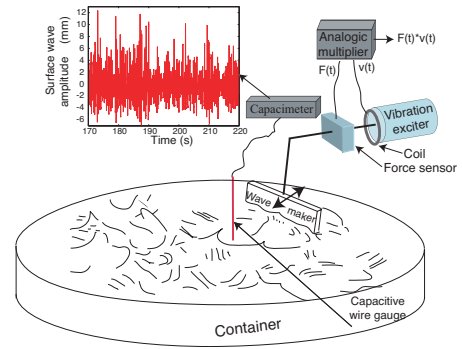 Surface wave
amplitude (mm)
12
10
8
6
4
2
0
-2
-4
-6
170 180 190 200 210 220
Time (s)
Capacimeter
Analogic
multiplier
F(t)*v(t)
F(t)
v(t)
Vibration
exciter
Coil
Force sensor
Wave
maker
Capacitive
wire gauge
Container